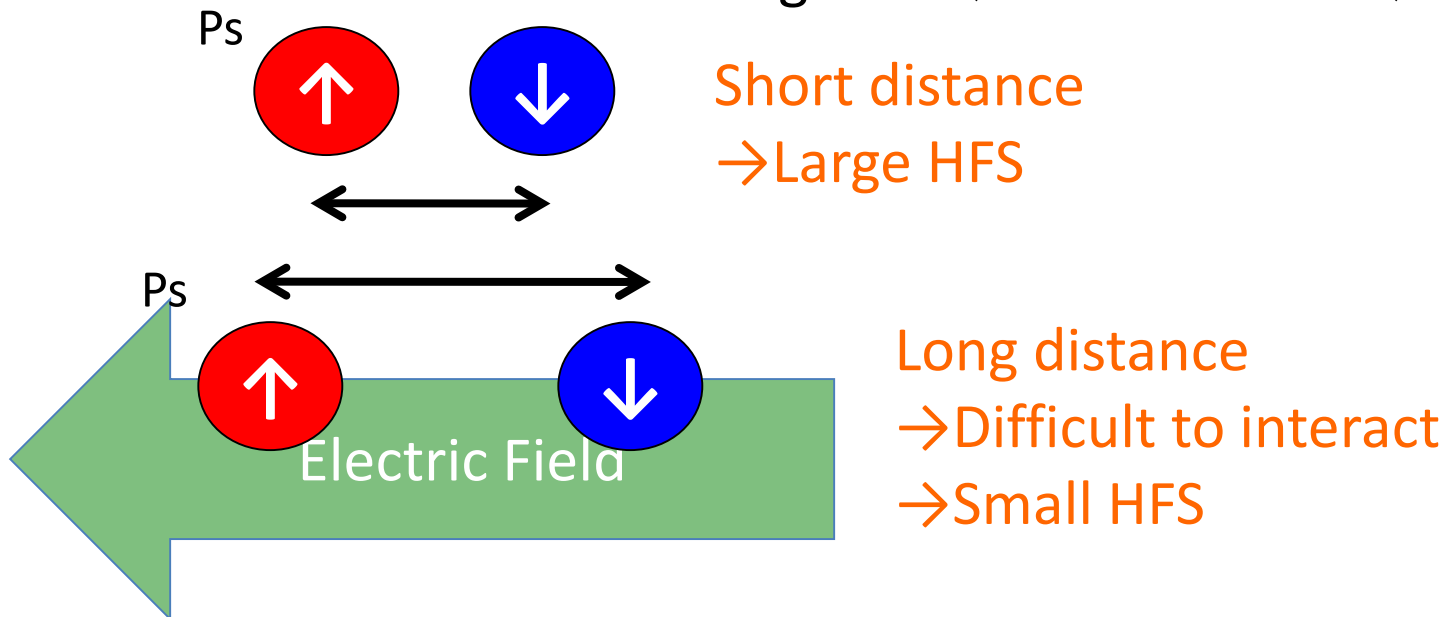 Ps
↑ ↓
Short distance
→Large HFS
Ps
↑ ↓
Electric Field
Long distance
→Difficult to interact
→Small HFS